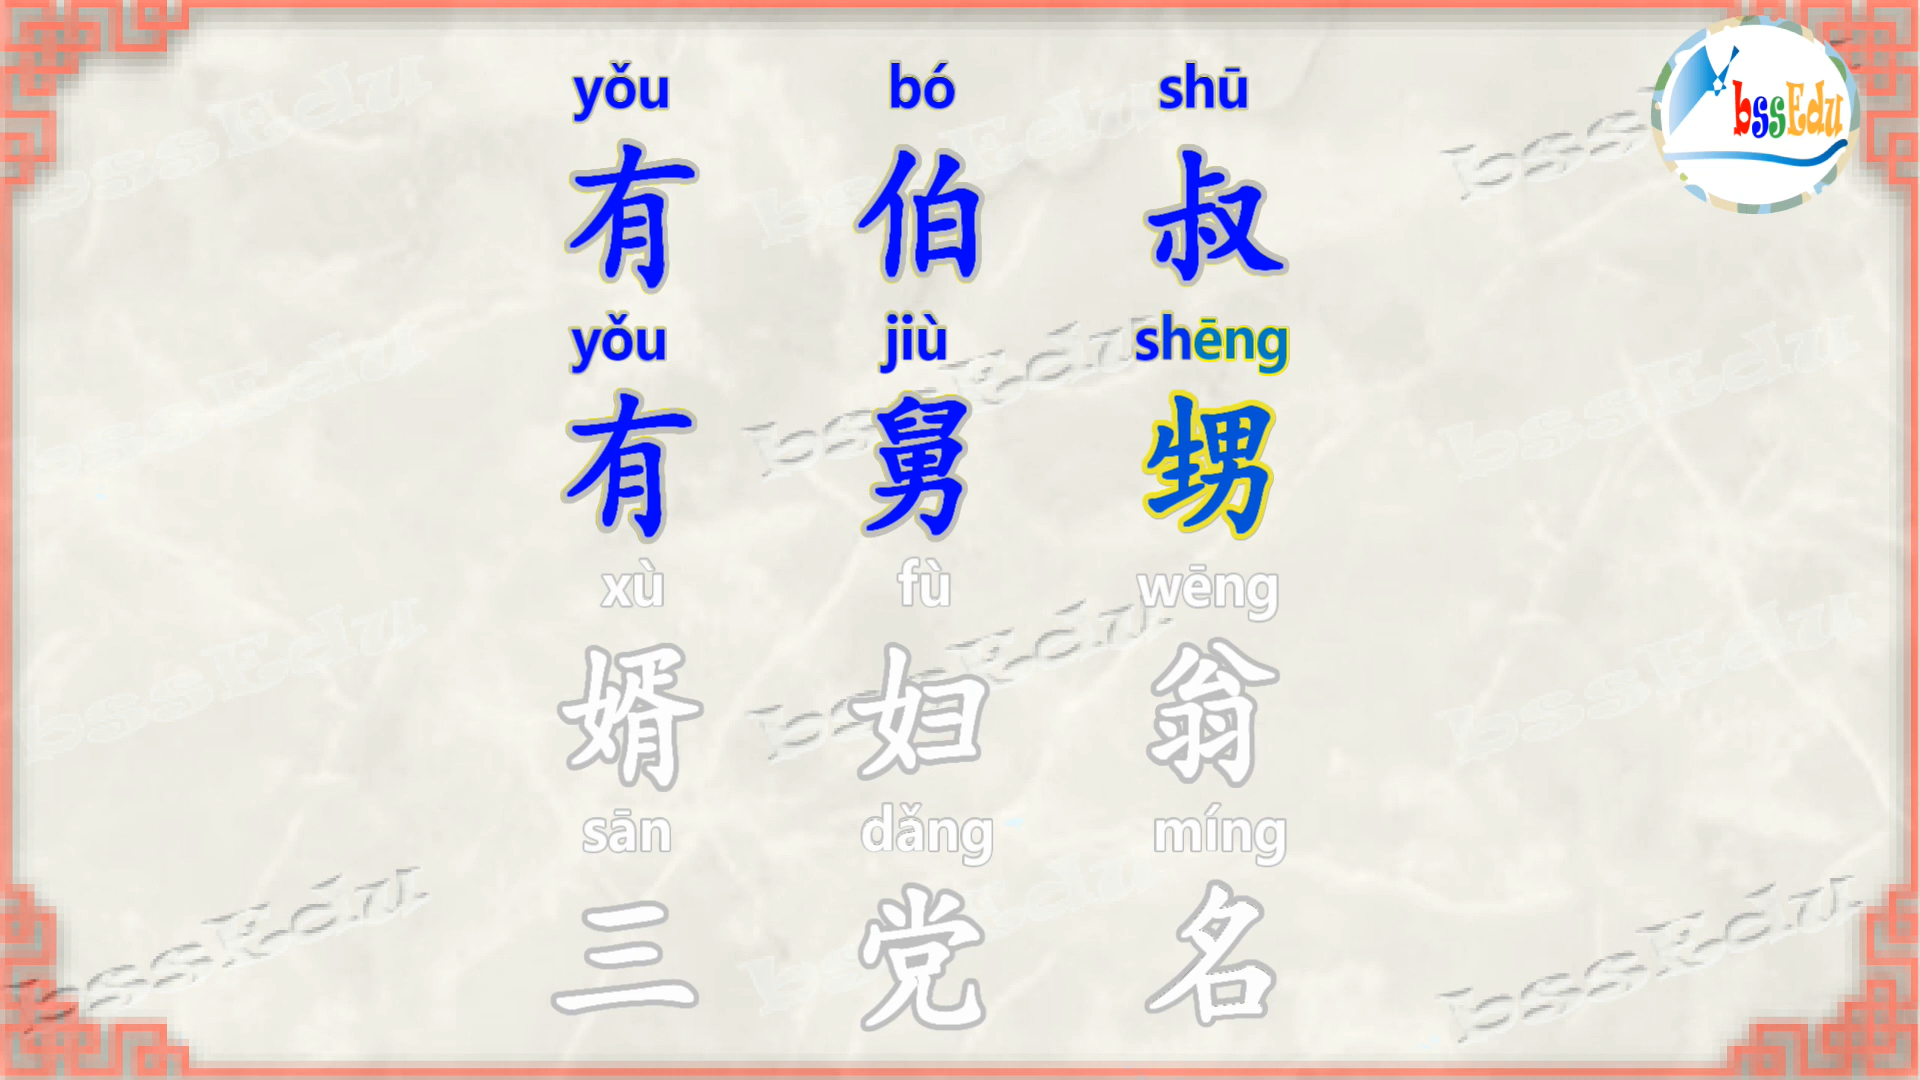 yǒu bó shū
有 伯 叔
yǒu jiù shēng
有 舅 甥
xù fù wēng
婿 妇 翁
sān dǎng míng
三 党 名
bssEdu